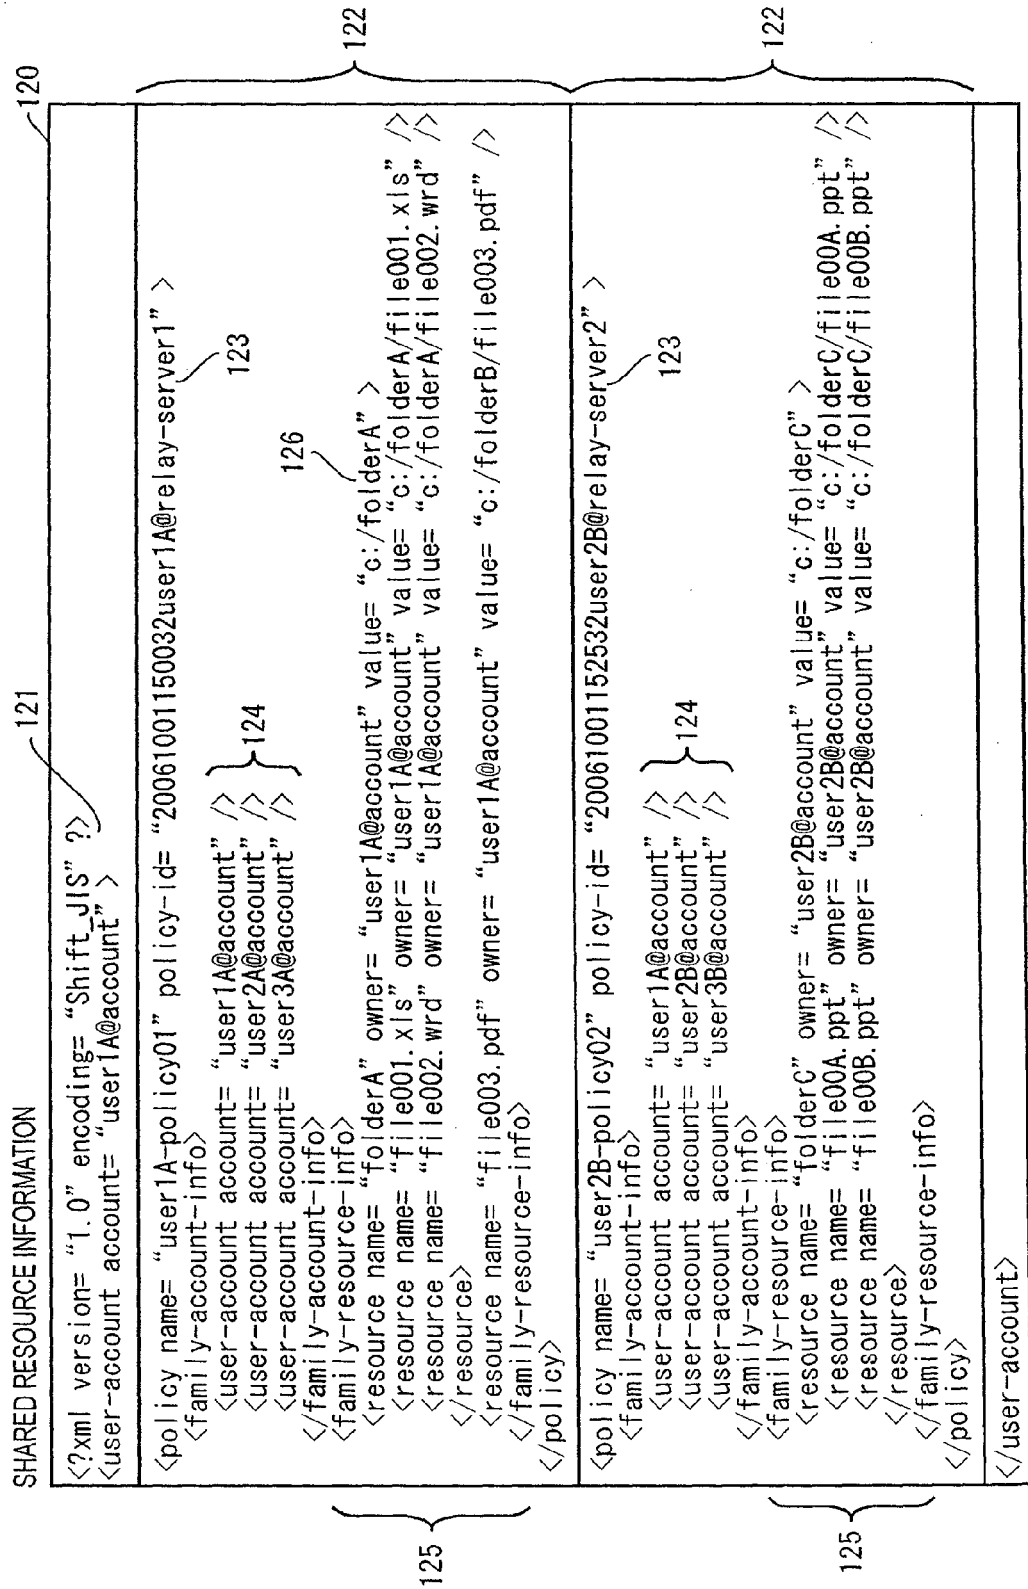 SHARED RESOURCE INFORMATION
121
120
<?xml version= “1.0” encoding= “Shift_JIS” ?>
<user-account account= “user1A@account” >
122
<policy name= “user1A-policy01” policy-id= “20061001150032user1A@relay-server1” >
123
<family-account-info>
<user-account account= “user1A@account” />
<user-account account= “user2A@account” />
<user-account account= “user3A@account” />
124
</family-account-info>
125
<family-resource-info>
126
<resource name= “folderA” owner= “user1A@account” value= “c:/folderA” >
<resource name= “file001.xls” owner= “user1A@account” value= “c:/folderA/file001.xls” />
<resource name= “file002.wrd” owner= “user1A@account” value= “c:/folderA/file002.wrd” />
</resource>
<resource name= “file003.pdf” owner= “user1A@account” value= “c:/folderB/file003.pdf” />
</family-resource-info>
</policy>
122
<policy name= “user2B-policy02” policy-id= “20061001152532user2B@relay-server2” >
123
<family-account-info>
<user-account account= “user1A@account” />
<user-account account= “user2B@account” />
<user-account account= “user3B@account” />
124
</family-account-info>
125
<family-resource-info>
<resource name= “folderC” owner= “user2B@account” value= “c:/folderC” >
<resource name= “file00A.ppt” owner= “user2B@account” value= “c:/folderC/file00A.ppt” />
<resource name= “file00B.ppt” owner= “user2B@account” value= “c:/folderC/file00B.ppt” />
</resource>
</family-resource-info>
</policy>
</user-account>